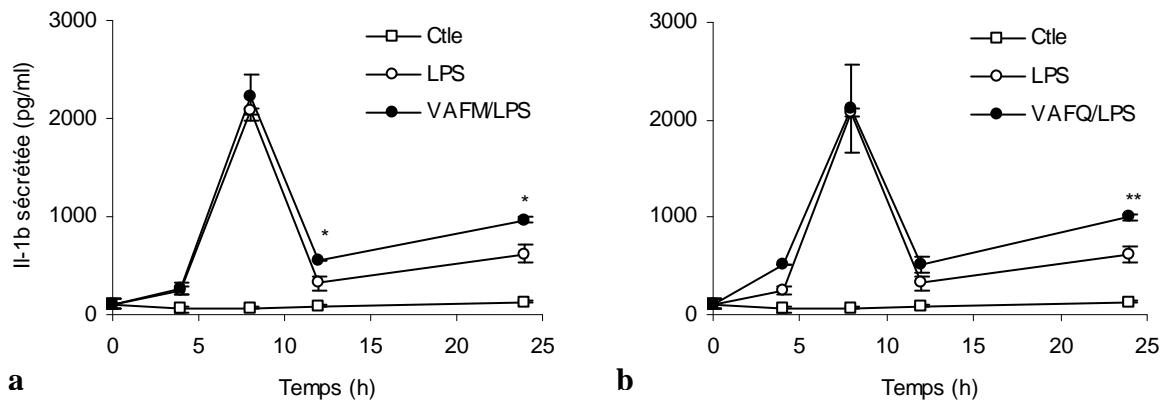 3000
2000
1000
0
Il-1b sécrétée (pg/ml)
Ctle
LPS
VAFM/LPS
*
*
0 5 10 15 20 25
Temps (h)
a
3000
2000
1000
0
Ctle
LPS
VAFQ/LPS
**
0 5 10 15 20 25
Temps (h)
b